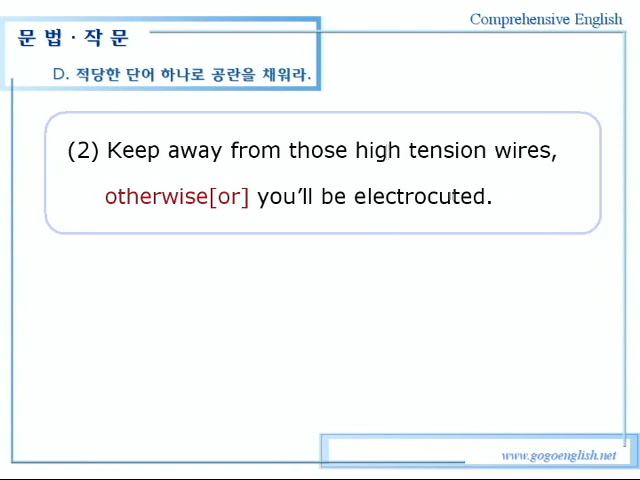 Comprehensive English
문 법 · 작 문
D. 적당한 단어 하나로 공란을 채워라.
(2) Keep away from those high tension wires,
otherwise[or] you’ll be electrocuted.
www.gogoenglish.net